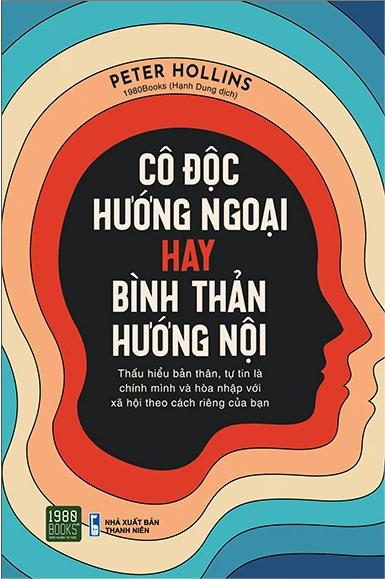 PETER HOLLINS
1980Books (Hạnh Dung dịch)
CÔ ĐỘC
HƯỚNG NGOẠI
HAY
BÌNH THẢN
HƯỚNG NỘI
Thấu hiểu bản thân, tự tin là
chính mình và hòa nhập với
xã hội theo cách riêng của bạn
1980
BOOKS
NHÀ XUẤT BẢN
THANH NIÊN